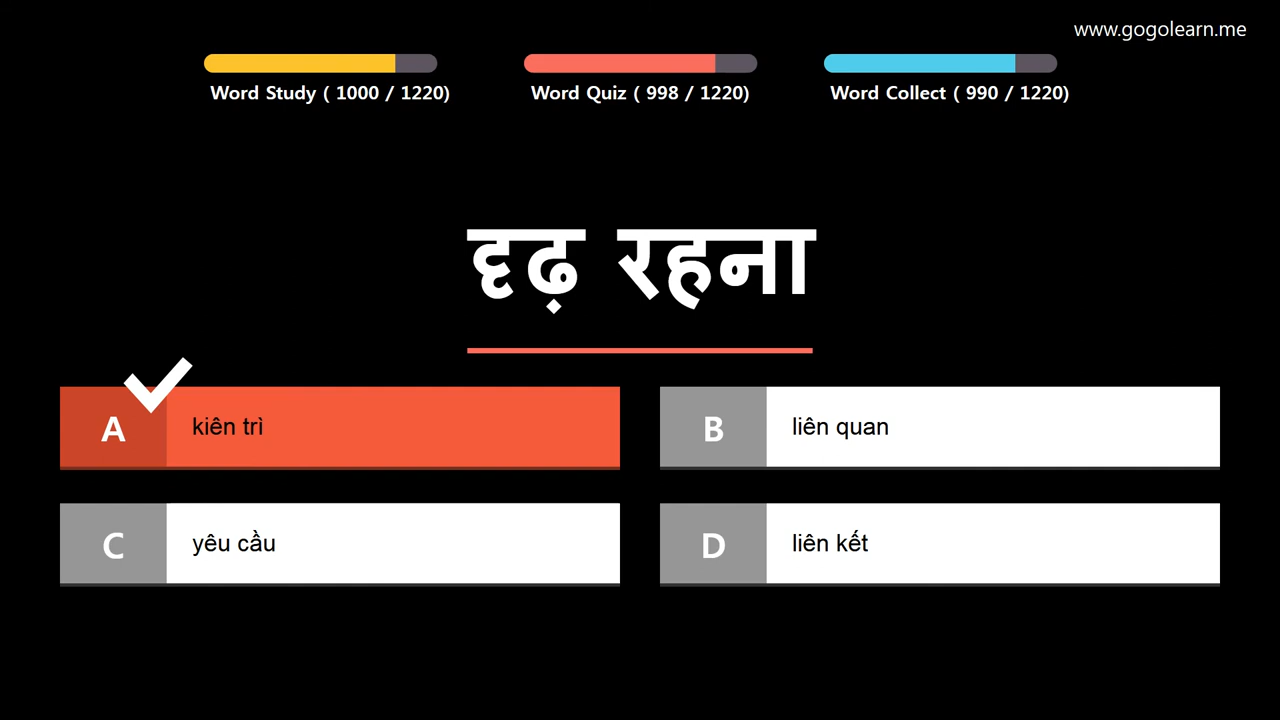 www.gogolearn.me
Word Study ( 1000 / 1220)
Word Quiz ( 998 / 1220)
Word Collect ( 990 / 1220)
दृढ़ रहना
A kiên trì
B liên quan
C yêu cầu
D liên kết